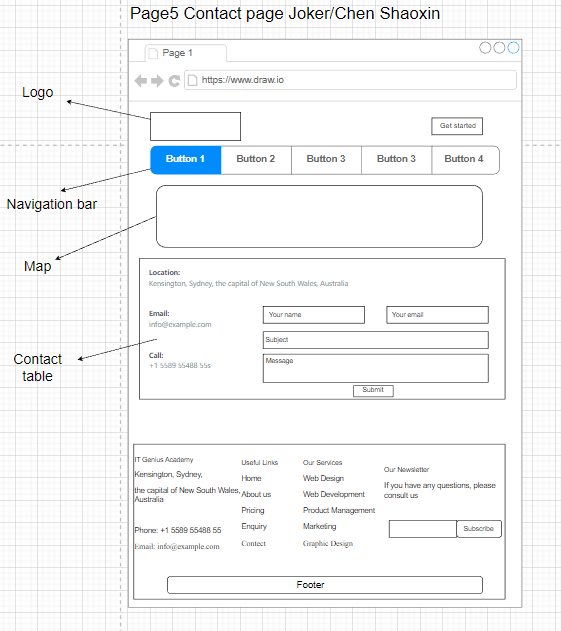 Page5 Contact page Joker/Chen Shaoxin
Page 1
https://www.draw.io
Logo
Get started
Button 1 Button 2 Button 3 Button 3 Button 4
Navigation bar
Map
Location:
Kensington, Sydney, the capital of New South Wales, Australia
Email:
info@example.com
Your name Your email
Subject
Contact
table
Call:
+1 5589 55488 55s
Message
Submit
IT Genius Academy
Kensington, Sydney,
the capital of New South Wales,
Australia
Phone: +1 5589 55488 55
Email: info@example.com
Useful Links
Home
About us
Pricing
Enquiry
Contect
Our Services
Web Design
Web Development
Product Management
Marketing
Graphic Design
Our Newsletter
If you have any questions, please
consult us
Subscribe
Footer